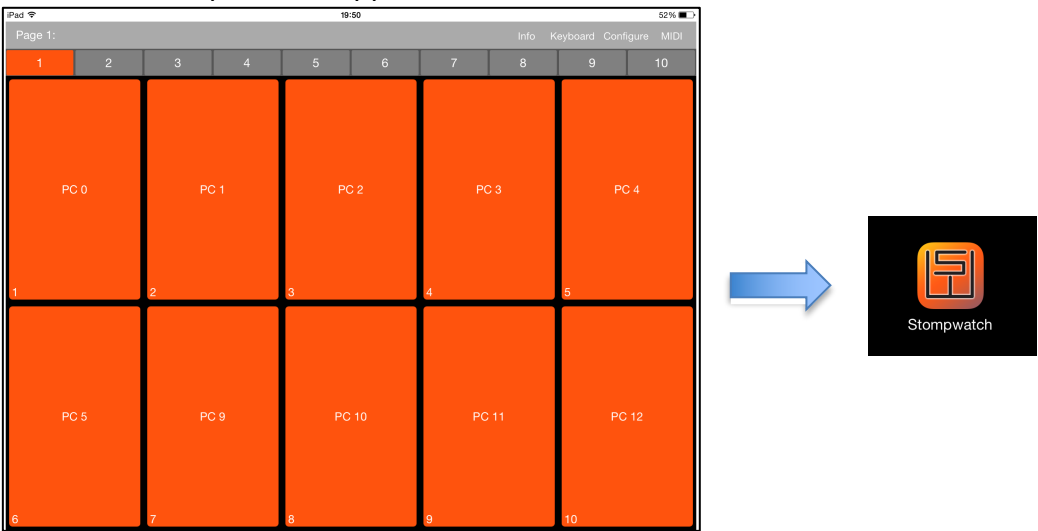 iPad 19:50 52%
Page 1: Info Keyboard Configure MIDI
1 2 3 4 5 6 7 8 9 10
PC 0 PC 1 PC 2 PC 3 PC 4
1 2 3 4 5
PC 5 PC 9 PC 10 PC 11 PC 12
6 7 8 9 10
Stompwatch